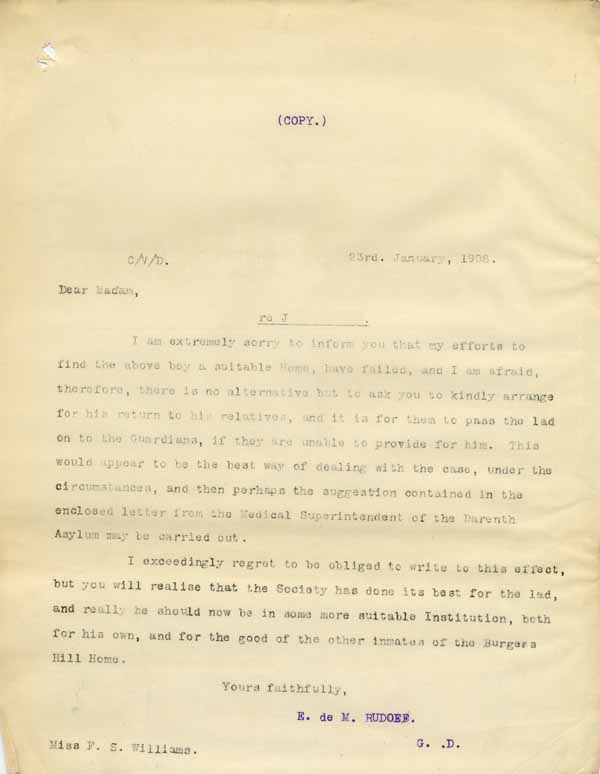 (COPY.)
C/V/D.
23rd. January, 1908.
Dear Madam,
re J________.
I am extremely sorry to inform you that my efforts to
find the above boy a suitable Home, have failed, and I am afraid,
therefore, there is no alternative but to ask you to kindly arrange
for his return to his relatives, and it is for them to pass the lad
on to the Guardians, if they are unable to provide for him. This
would appear to be the best way of dealing with the case, under the
circumstances, and then perhaps the suggestion contained in the
enclosed letter from the Medical Superintendent of the Darenth
Asylum may be carried out.
I exceedingly regret to be obliged to write to this effect,
but you will realise that the Society has done its best for the lad,
and really he should now be in some more suitable Institution, both
for his own, and for the good of the other inmates of the Burgess
Hill Home.
Yours faithfully,
E. de M. RUDOFF.
G. .D.
Miss F. S. Williams.